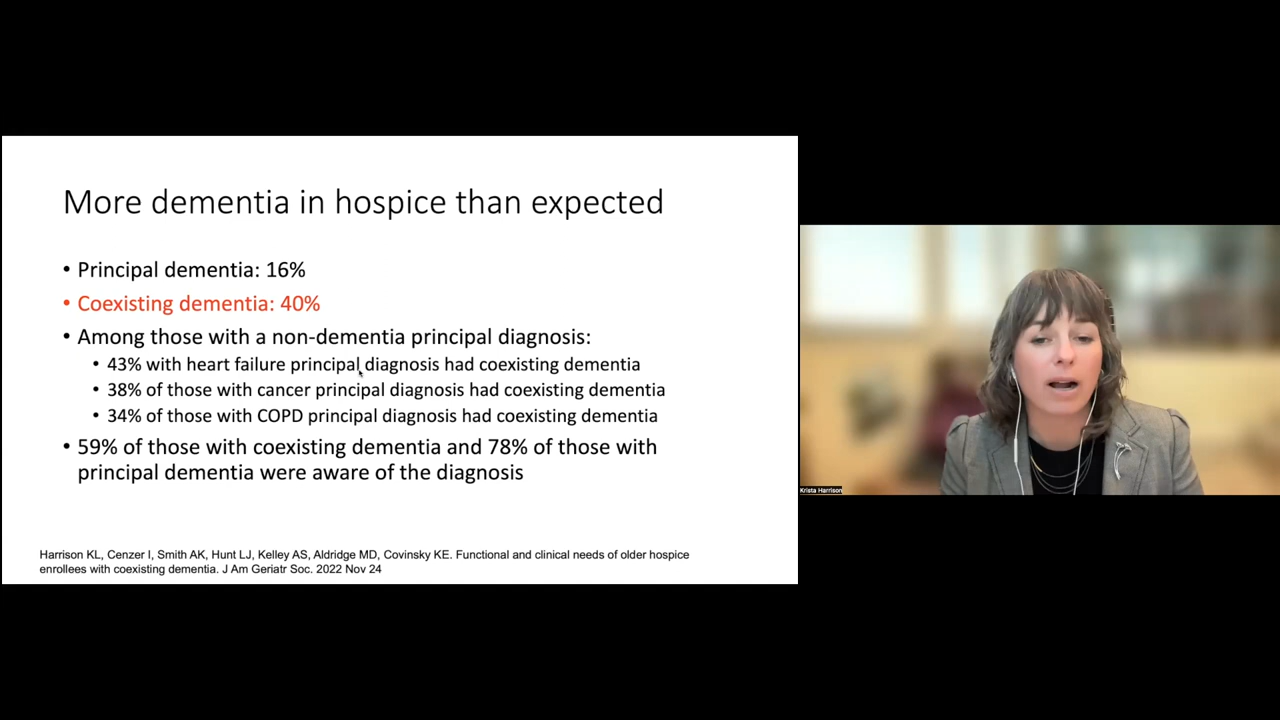 More dementia in hospice than expected
• Principal dementia: 16%
• Coexisting dementia: 40%
• Among those with a non-dementia principal diagnosis:
• 43% with heart failure principal diagnosis had coexisting dementia
• 38% of those with cancer principal diagnosis had coexisting dementia
• 34% of those with COPD principal diagnosis had coexisting dementia
• 59% of those with coexisting dementia and 78% of those with
principal dementia were aware of the diagnosis
Harrison KL, Cenzer I, Smith AK, Hunt LJ, Kelley AS, Aldridge MD, Covinsky KE. Functional and clinical needs of older hospice
enrollees with coexisting dementia. J Am Geriatr Soc. 2022 Nov 24
Krista Harrison